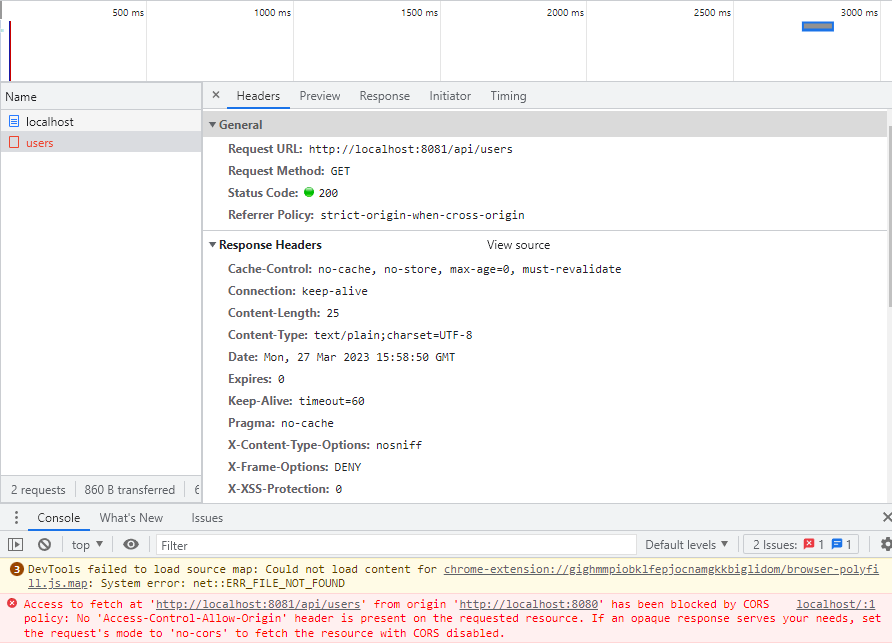 500 ms 1000 ms 1500 ms 2000 ms 2500 ms 3000 ms
Name
localhost
users
2 requests 860 B transferred 6
× Headers Preview Response Initiator Timing
General
Request URL: http://localhost:8081/api/users
Request Method: GET
Status Code: 200
Referrer Policy: strict-origin-when-cross-origin
Response Headers View source
Cache-Control: no-cache, no-store, max-age=0, must-revalidate
Connection: keep-alive
Content-Length: 25
Content-Type: text/plain;charset=UTF-8
Date: Mon, 27 Mar 2023 15:58:50 GMT
Expires: 0
Keep-Alive: timeout=60
Pragma: no-cache
X-Content-Type-Options: nosniff
X-Frame-Options: DENY
X-XSS-Protection: 0
Console What's New Issues
top Filter Default levels 2 Issues: 1 1
3 DevTools failed to load source map: Could not load content for chrome-extension://gighmmpiobklfepjocnamgkkbiglidom/browser-polyfi
ll.js.map: System error: net::ERR_FILE_NOT_FOUND
Access to fetch at 'http://localhost:8081/api/users' from origin 'http://localhost:8080' has been blocked by CORS localhost/:1
policy: No 'Access-Control-Allow-Origin' header is present on the requested resource. If an opaque response serves your needs, set
the request's mode to 'no-cors' to fetch the resource with CORS disabled.